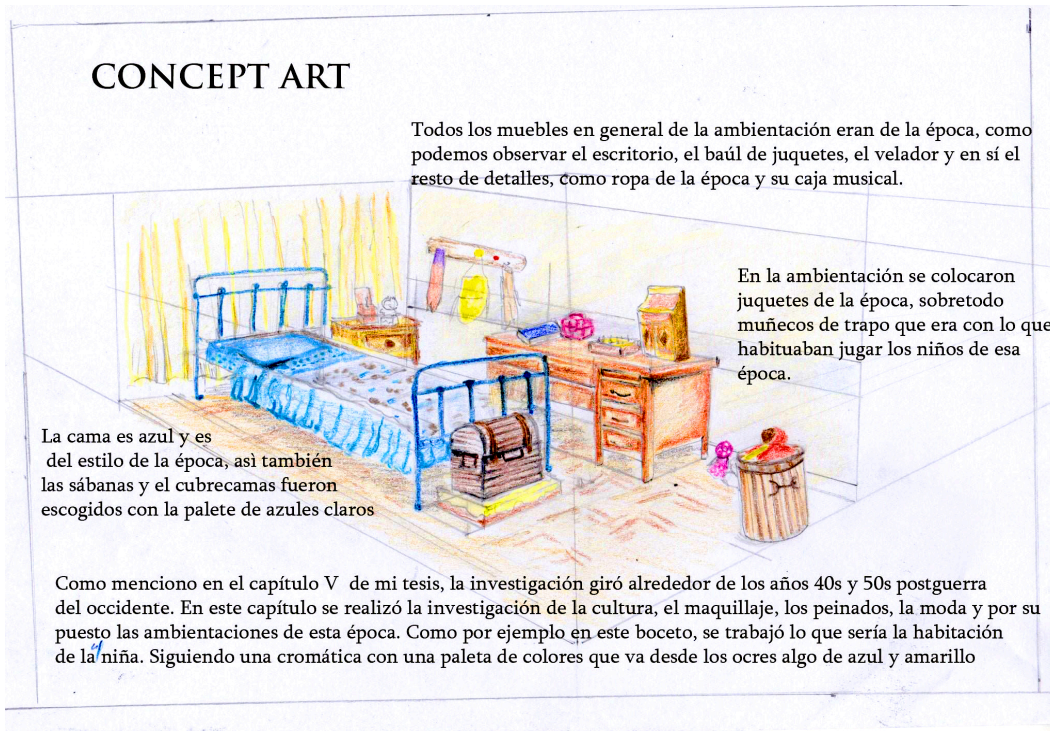 CONCEPT ART
Todos los muebles en general de la ambientación eran de la época, como
podemos observar el escritorio, el baúl de juquetes, el velador y en sí el
resto de detalles, como ropa de la época y su caja musical.
En la ambientación se colocaron
juquetes de la época, sobretodo
muñecos de trapo que era con lo que
habituaban jugar los niños de esa
época.
La cama es azul y es
del estilo de la época, asì también
las sábanas y el cubrecamas fueron
escogidos con la palete de azules claros
Como menciono en el capítulo V de mi tesis, la investigación giró alrededor de los años 40s y 50s postguerra
del occidente. En este capítulo se realizó la investigación de la cultura, el maquillaje, los peinados, la moda y por su
puesto las ambientaciones de esta época. Como por ejemplo en este boceto, se trabajó lo que sería la habitación
de la niña. Siguiendo una cromática con una paleta de colores que va desde los ocres algo de azul y amarillo